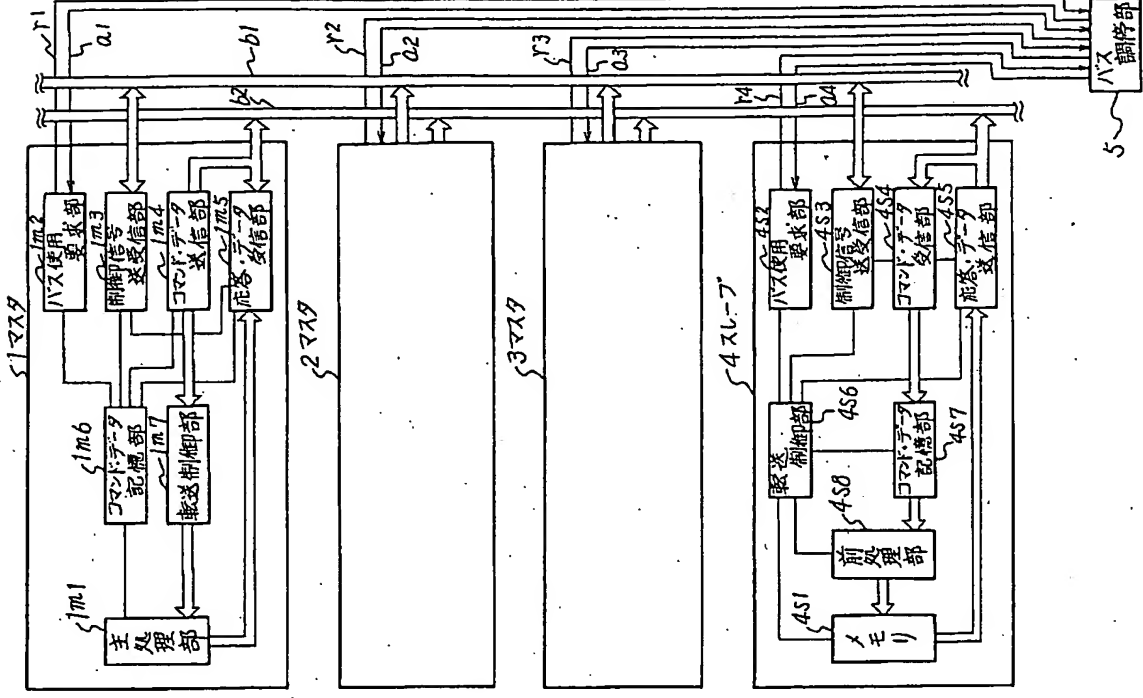 r1
a1
b1
r2
a2
r3
a3
b2
r4
a4
バス
調停部
5
1マスタ
1m2
バス使用
要求部
1m3
制御信号
送受信部
1m4
コマンド・データ
送信部
1m5
応答・データ
受信部
1m6
コマンド・データ
記憶部
1m7
転送制御部
1m1
主処理部
2マスタ
3マスタ
4スレーブ
4S2
バス使用
要求部
4S3
制御信号
送受信部
4S4
コマンド・データ
受信部
4S5
応答・データ
送信部
転送
制御部
4S6
コマンド・データ
記憶部
4S7
4S8
前処理部
4S1
メモリ